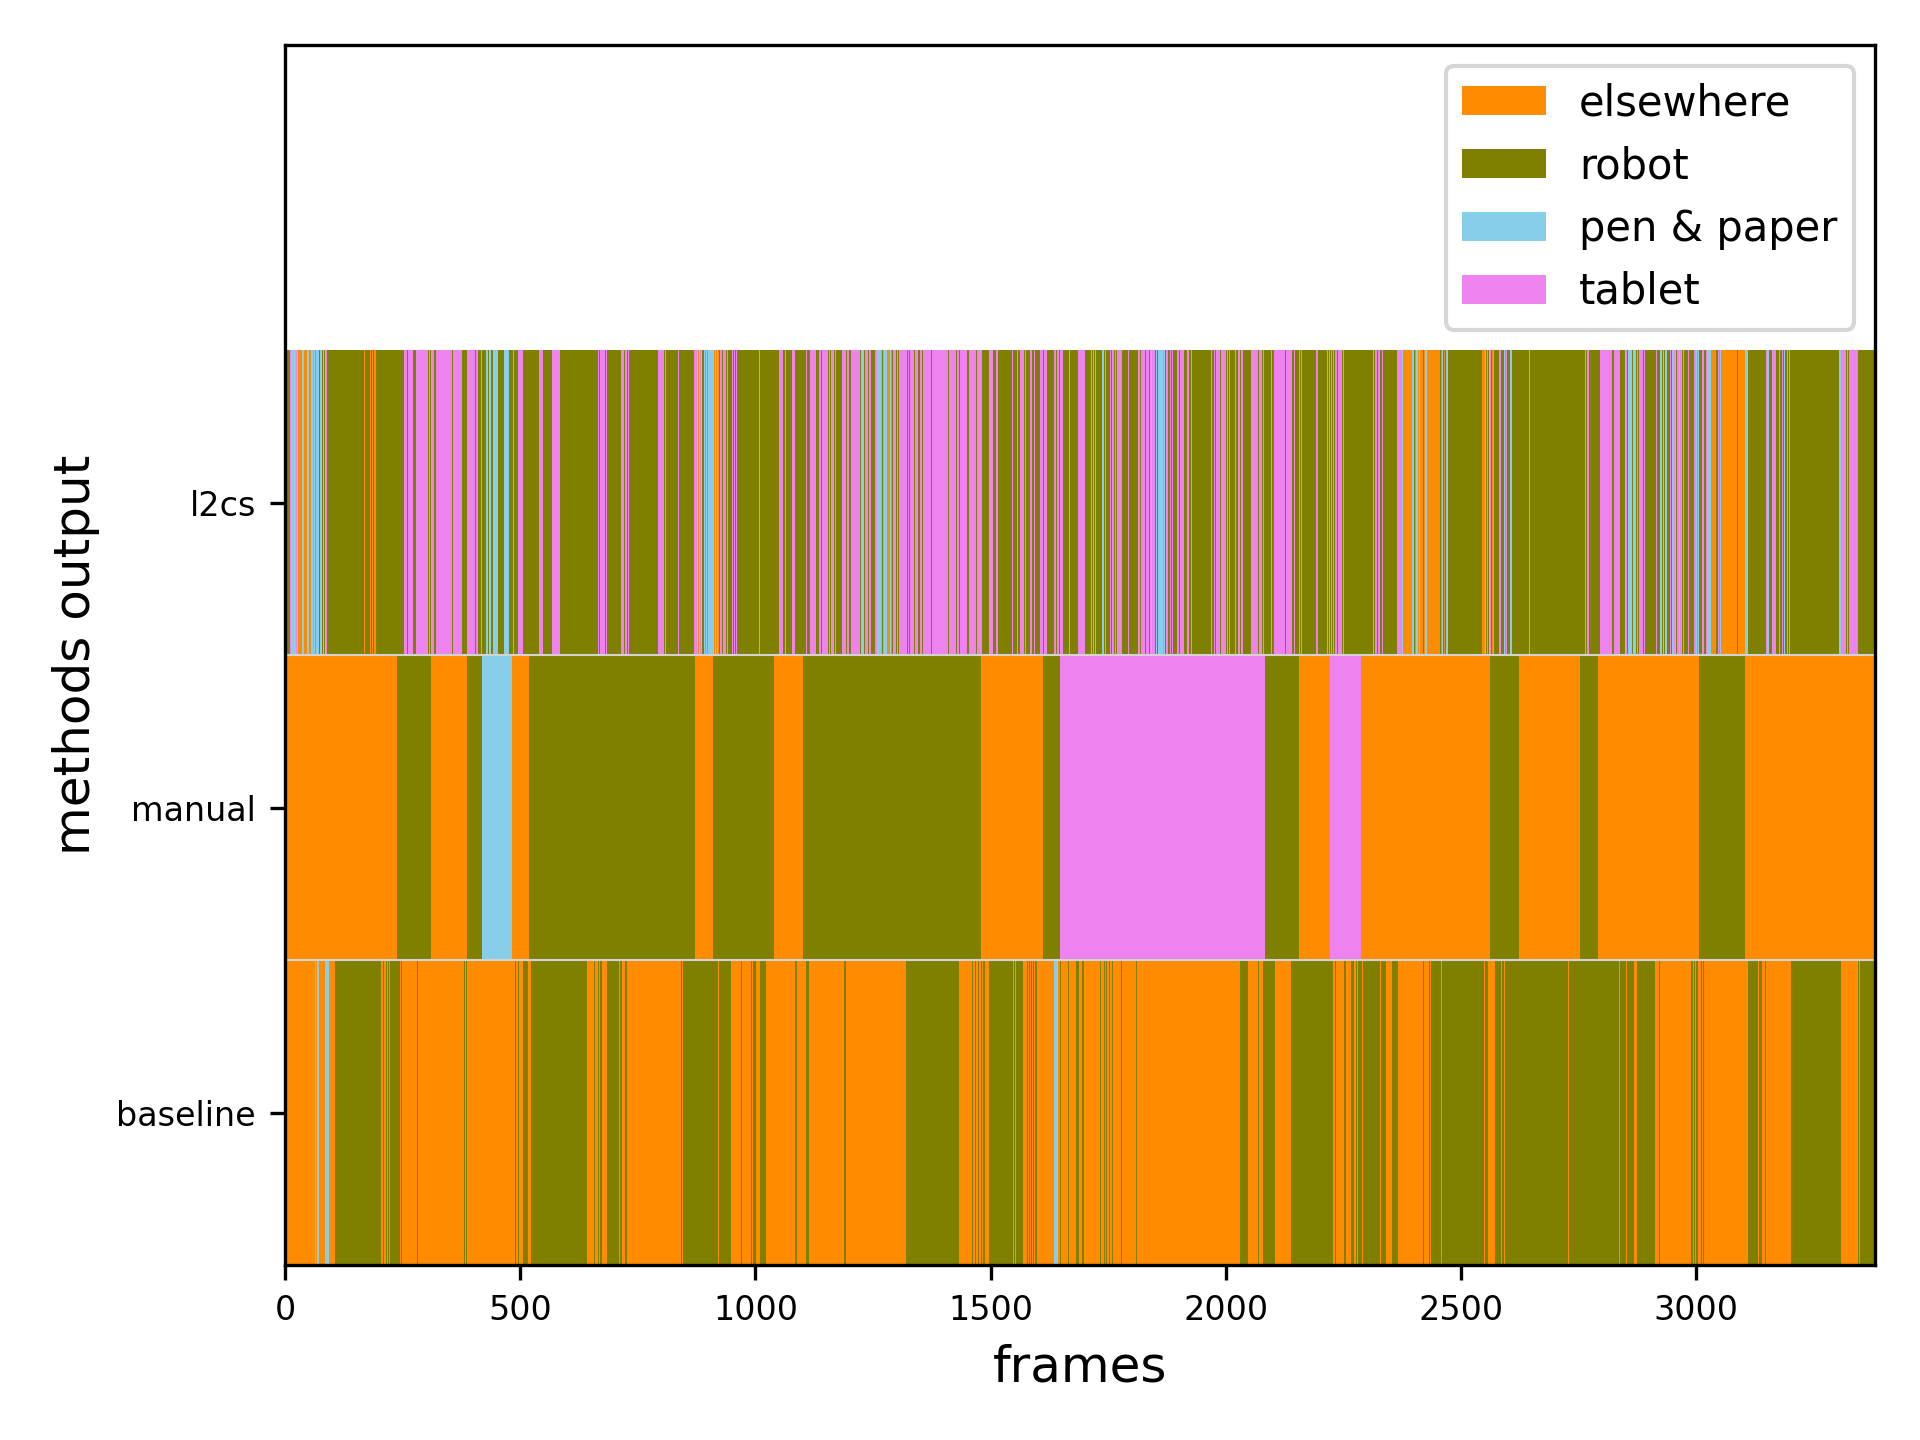 elsewhere
robot
pen & paper
tablet
methods output
l2cs
manual
baseline
0 500 1000 1500 2000 2500 3000
frames